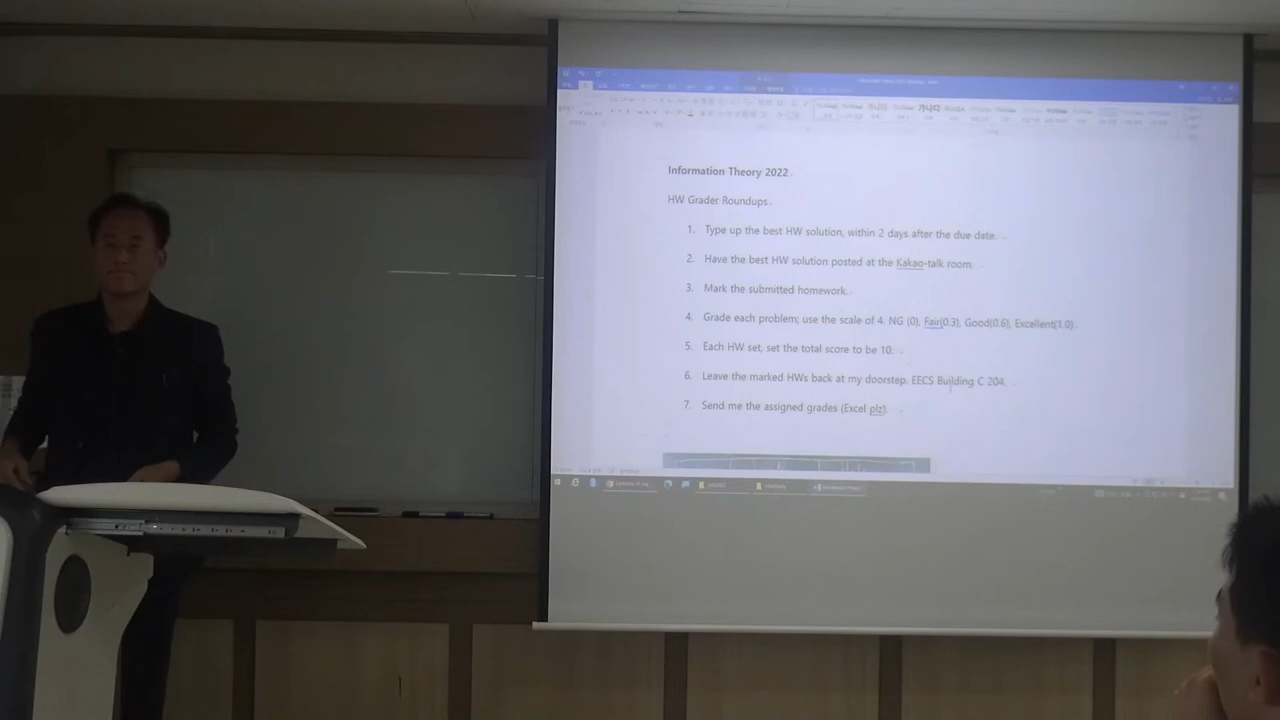 Information Theory 2022
HW Grader Roundups
1. Type up the best HW solution, within 2 days after the due date.
2. Have the best HW solution posted at the Kakao-talk room.
3. Mark the submitted homework.
4. Grade each problem; use the scale of 4. NG (0), Fair(0.3), Good(0.6), Excellent(1.0)
5. Each HW set, set the total score to be 10.
6. Leave the marked HWs back at my doorstep. EECS Building C 204.
7. Send me the assigned grades (Excel plz).